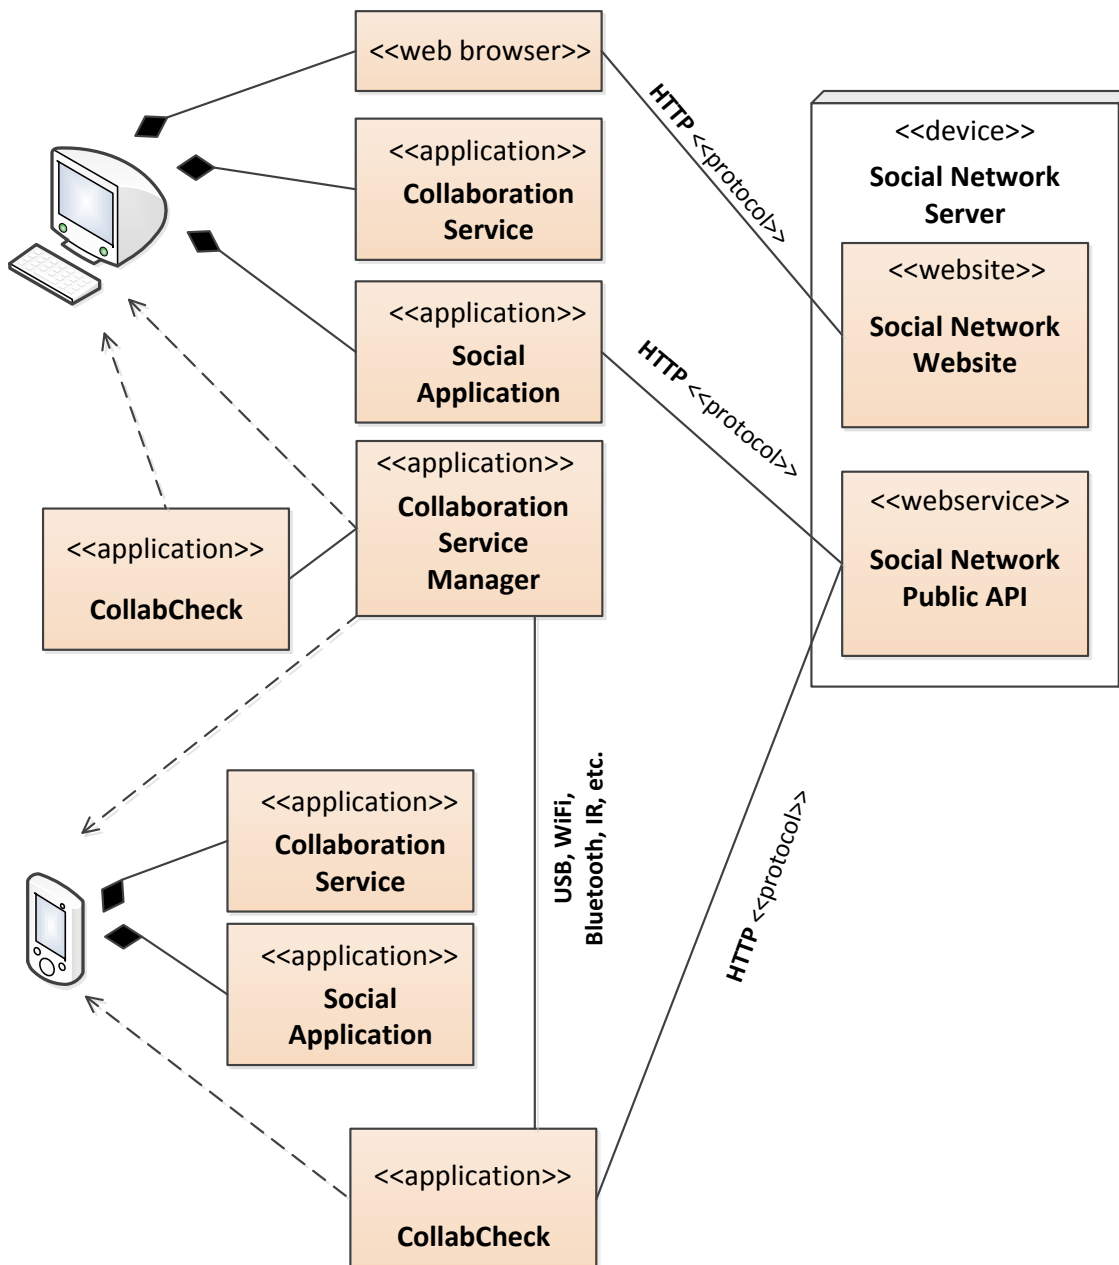 <<web browser>>
<<application>>
Collaboration
Service
<<application>>
Social
Application
<<application>>
Collaboration
Service
Manager
<<application>>
CollabCheck
HTTP <<protocol>>
HTTP <<protocol>>
<<device>>
Social Network
Server
<<website>>
Social Network
Website
<<webservice>>
Social Network
Public API
<<application>>
Collaboration
Service
<<application>>
Social
Application
USB, WiFi,
Bluetooth, IR, etc.
HTTP <<protocol>>
<<application>>
CollabCheck